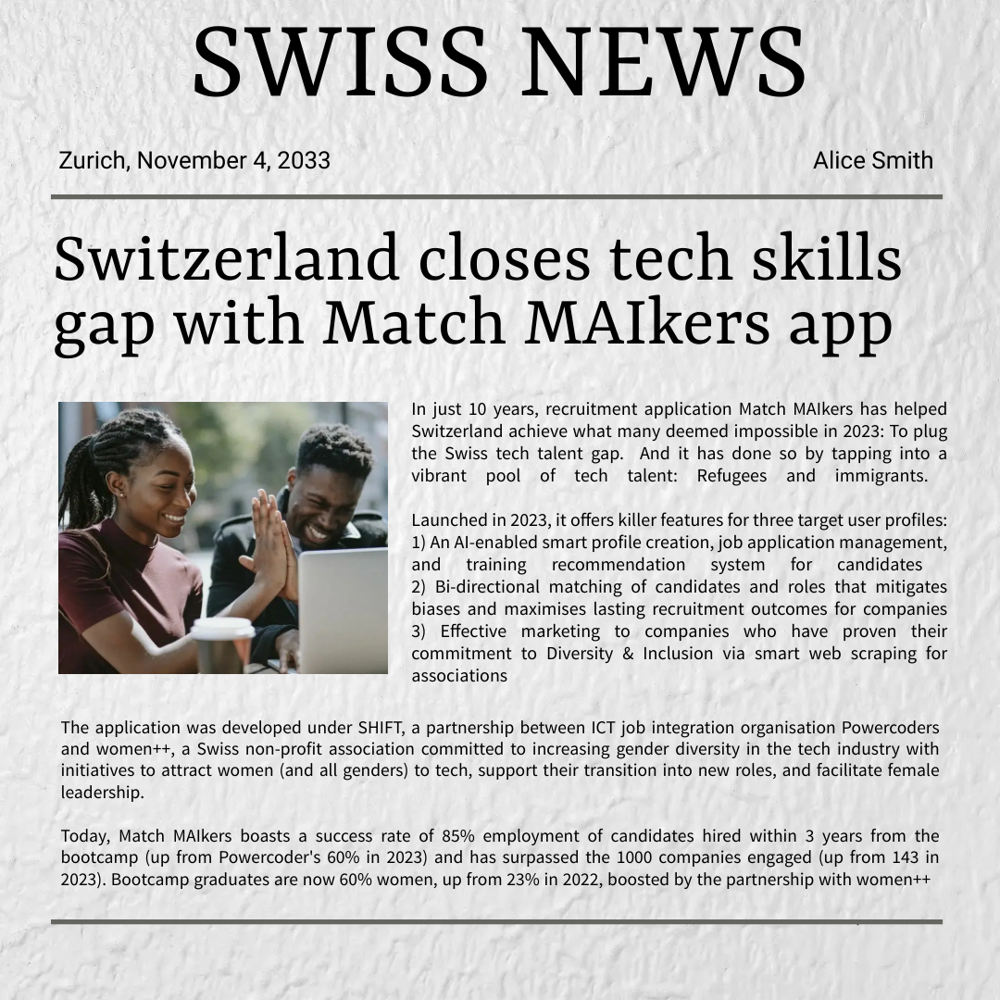 SWISS NEWS
Zurich, November 4, 2033
Alice Smith
Switzerland closes tech skills
gap with Match MAIkers app
In just 10 years, recruitment application Match MAIkers has helped
Switzerland achieve what many deemed impossible in 2023: To plug
the Swiss tech talent gap. And it has done so by tapping into a
vibrant pool of tech talent: Refugees and immigrants.
Launched in 2023, it offers killer features for three target user profiles:
1) An AI-enabled smart profile creation, job application management,
and training recommendation system for candidates
2) Bi-directional matching of candidates and roles that mitigates
biases and maximises lasting recruitment outcomes for companies
3) Effective marketing to companies who have proven their
commitment to Diversity & Inclusion via smart web scraping for
associations
The application was developed under SHIFT, a partnership between ICT job integration organisation Powercoders
and women++, a Swiss non-profit association committed to increasing gender diversity in the tech industry with
initiatives to attract women (and all genders) to tech, support their transition into new roles, and facilitate female
leadership.
Today, Match MAIkers boasts a success rate of 85% employment of candidates hired within 3 years from the
bootcamp (up from Powercoder's 60% in 2023) and has surpassed the 1000 companies engaged (up from 143 in
2023). Bootcamp graduates are now 60% women, up from 23% in 2022, boosted by the partnership with women++